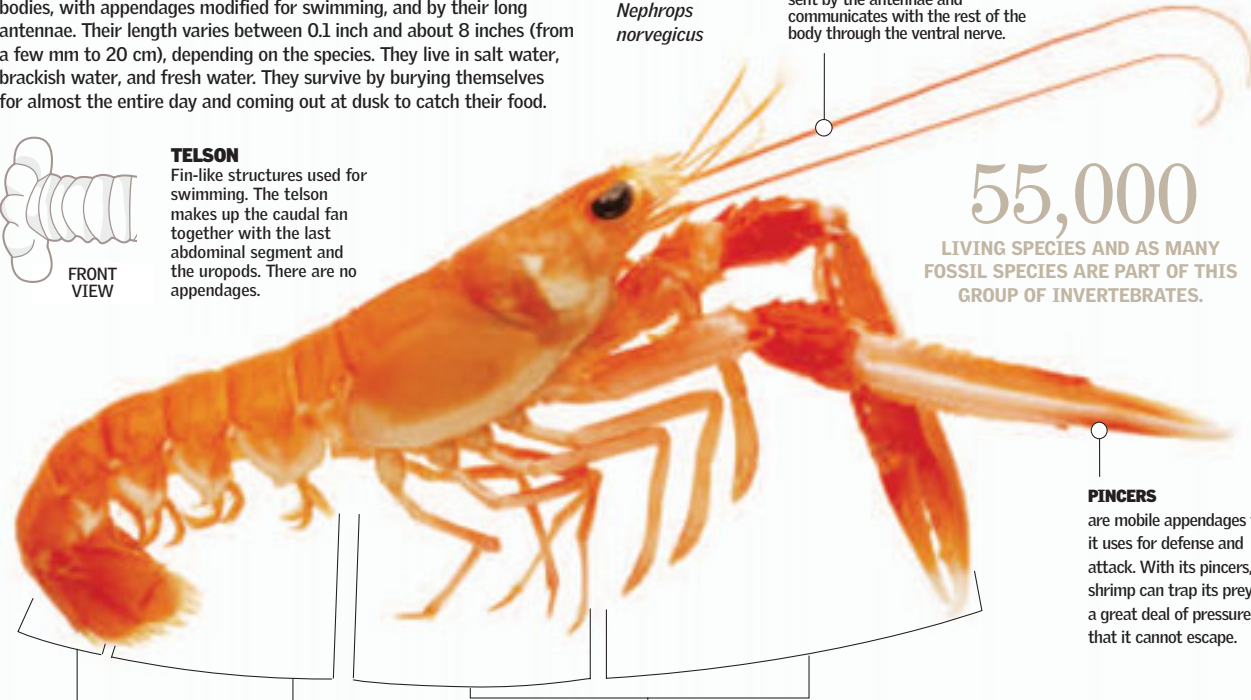 bodies, with appendages modified for swimming, and by their long
antennae. Their length varies between 0.1 inch and about 8 inches (from
a few mm to 20 cm), depending on the species. They live in salt water,
brackish water, and fresh water. They survive by burying themselves
for almost the entire day and coming out at dusk to catch their food.
Nephrops
norvegicus
sent by the antennae and
communicates with the rest of the
body through the ventral nerve.
TELSON
Fin-like structures used for
swimming. The telson
makes up the caudal fan
together with the last
abdominal segment and
the uropods. There are no
appendages.
FRONT
VIEW
55,000
LIVING SPECIES AND AS MANY
FOSSIL SPECIES ARE PART OF THIS
GROUP OF INVERTEBRATES.
PINCERS
are mobile appendages
it uses for defense and
attack. With its pincers,
shrimp can trap its prey
a great deal of pressure
that it cannot escape.